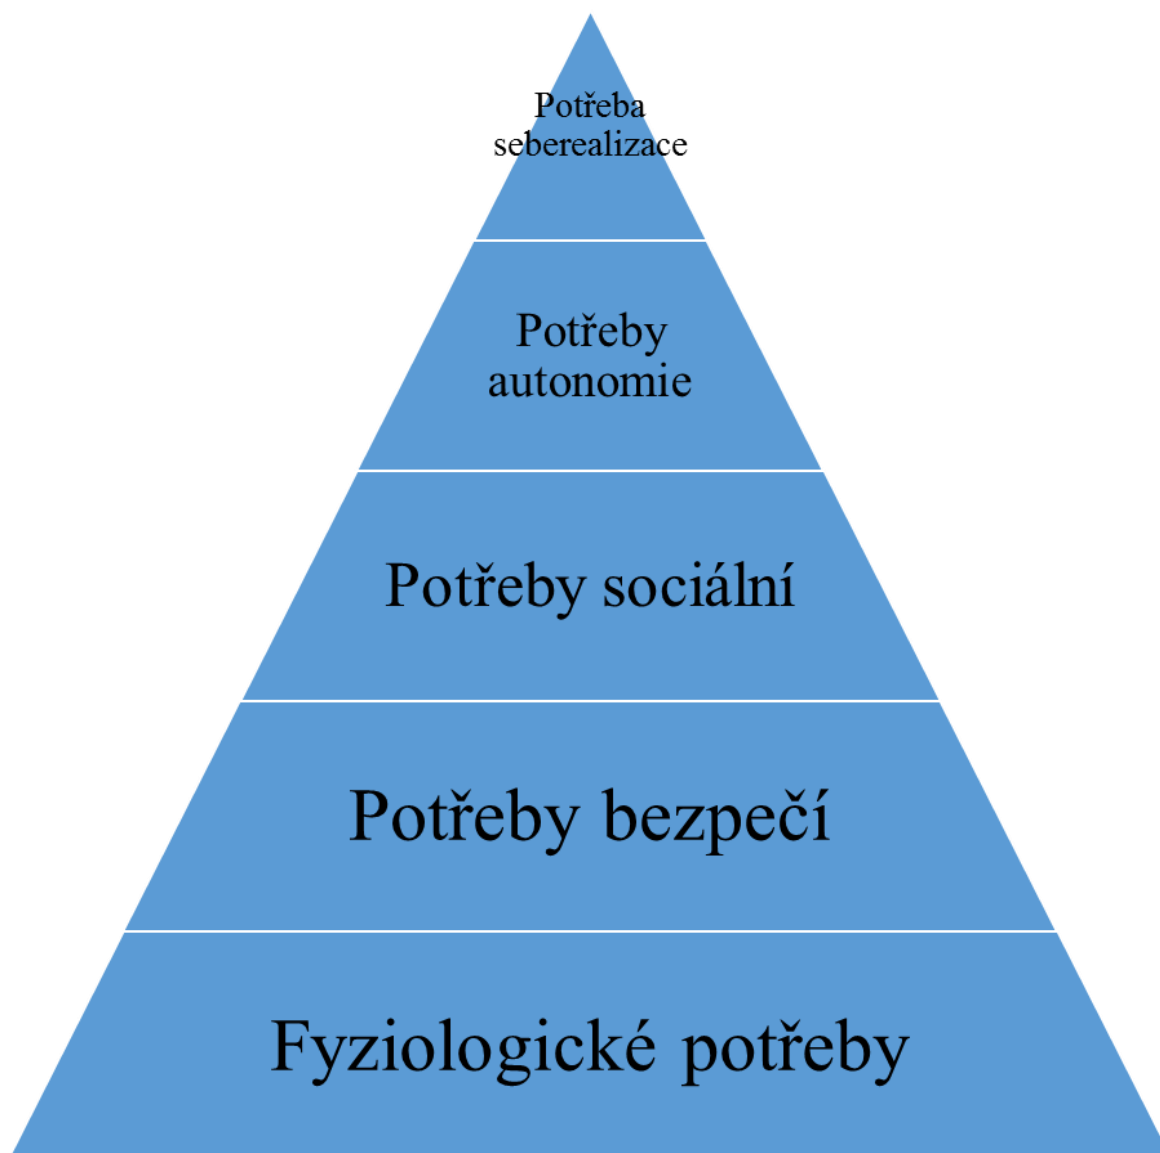 Potřeba
seberealizace
Potřeby
autonomie
Potřeby sociální
Potřeby bezpečí
Fyziologické potřeby